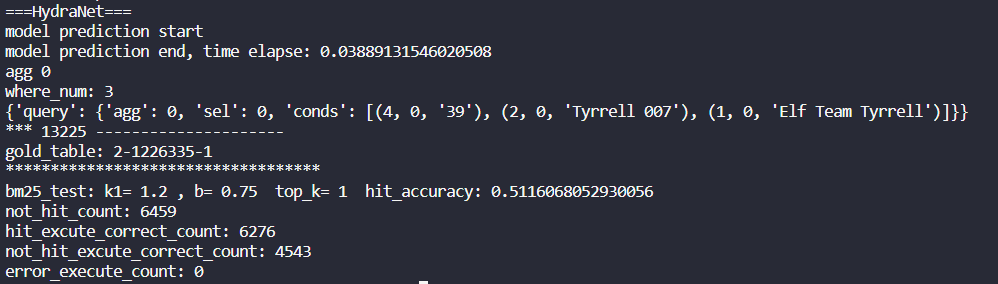 ===HydraNet===
model prediction start
model prediction end, time elapse: 0.03889131546020508
agg 0
where_num: 3
{'query': {'agg': 0, 'sel': 0, 'conds': [(4, 0, '39'), (2, 0, 'Tyrrell 007'), (1, 0, 'Elf Team Tyrrell')]}}
*** 13225 ---------------------
gold_table: 2-1226335-1
***********************************
bm25_test: k1= 1.2 , b= 0.75  top_k= 1  hit_accuracy: 0.5116068052930056
not_hit_count: 6459
hit_excute_correct_count: 6276
not_hit_excute_correct_count: 4543
error_execute_count: 0